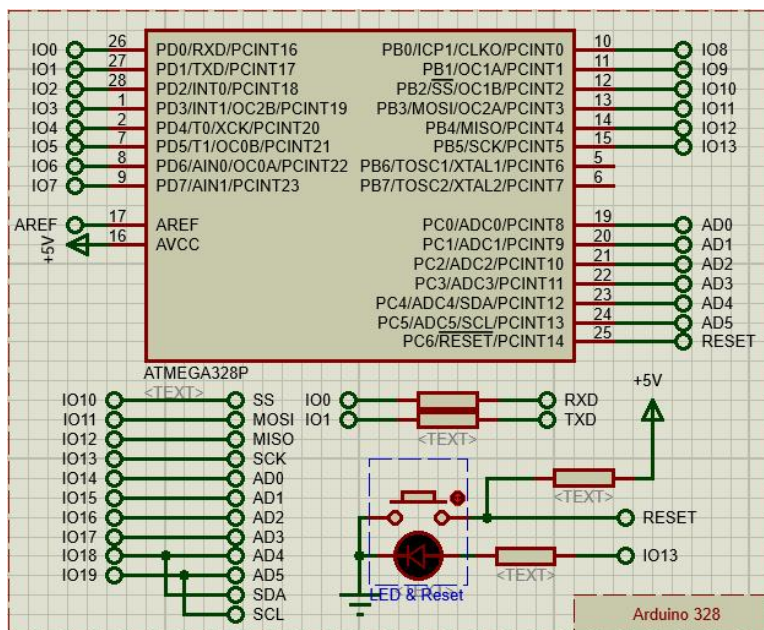 IO0 26 PD0/RXD/PCINT16 PB0/ICP1/CLKO/PCINT0 10 IO8
IO1 27 PD1/TXD/PCINT17 PB1/OC1A/PCINT1 11 IO9
IO2 28 PD2/INT0/PCINT18 PB2/SS/OC1B/PCINT2 12 IO10
IO3 1 PD3/INT1/OC2B/PCINT19 PB3/MOSI/OC2A/PCINT3 13 IO11
IO4 2 PD4/T0/XCK/PCINT20 PB4/MISO/PCINT4 14 IO12
IO5 7 PD5/T1/OC0B/PCINT21 PB5/SCK/PCINT5 15 IO13
IO6 8 PD6/AIN0/OC0A/PCINT22 PB6/TOSC1/XTAL1/PCINT6 5
IO7 9 PD7/AIN1/PCINT23 PB7/TOSC2/XTAL2/PCINT7 6
AREF 17 AREF PC0/ADC0/PCINT8 19 AD0
+5V 16 AVCC PC1/ADC1/PCINT9 20 AD1
PC2/ADC2/PCINT10 21 AD2
PC3/ADC3/PCINT11 22 AD3
PC4/ADC4/SDA/PCINT12 23 AD4
PC5/ADC5/SCL/PCINT13 24 AD5
PC6/RESET/PCINT14 25 RESET
ATMEGA328P
<TEXT>
+5V
IO10 SS IO0 RXD
IO11 MOSI IO1 TXD
IO12 MISO <TEXT>
IO13 SCK
IO14 AD0
IO15 AD1 <TEXT>
IO16 AD2 RESET
IO17 AD3
IO18 AD4 IO13
IO19 AD5 <TEXT>
SDA LED & Reset
SCL Arduino 328